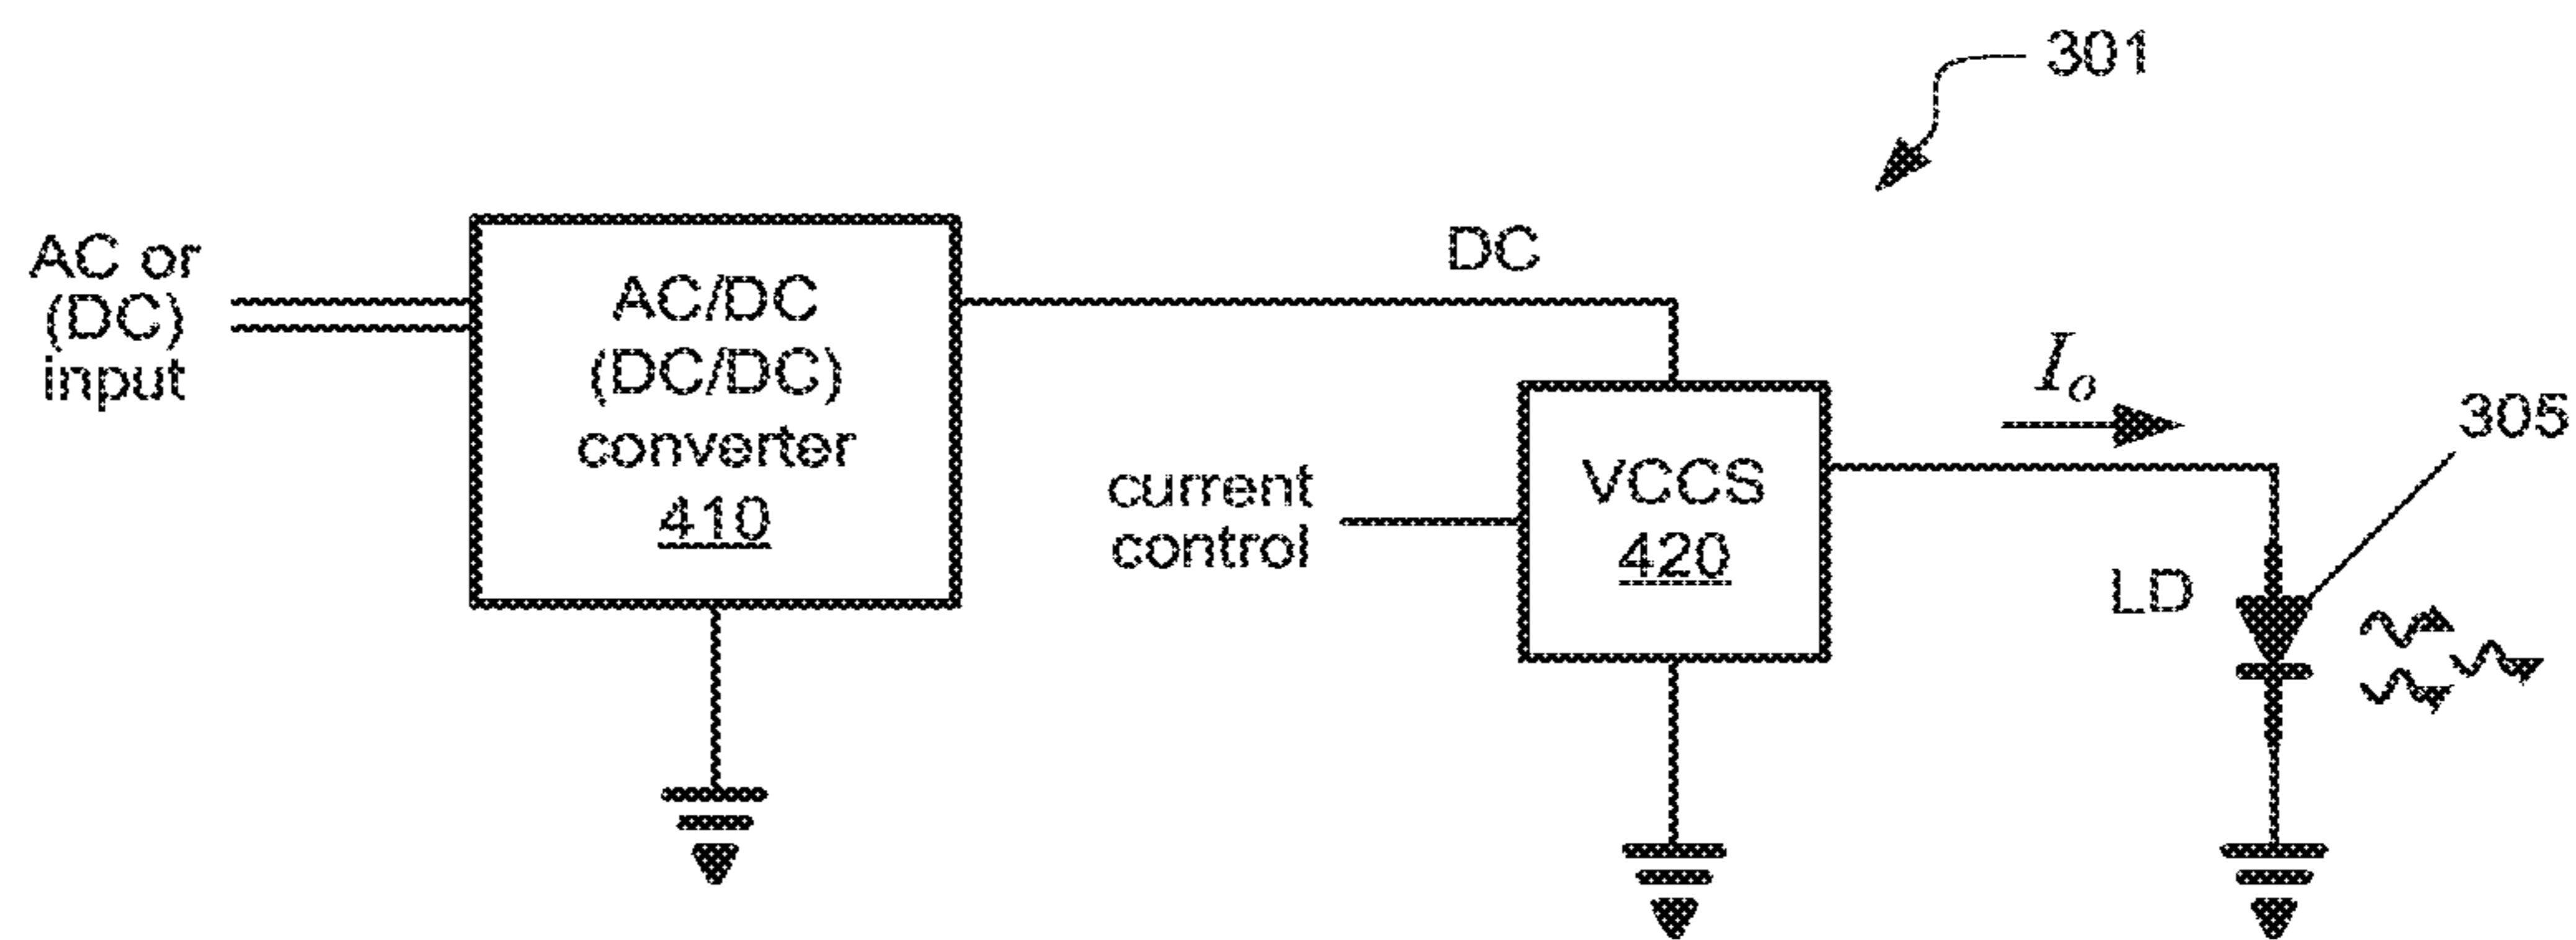 301
AC or
(DC)
input
AC/DC
(DC/DC)
converter
410
DC
current
control
VCCS
420
Io
305
LD